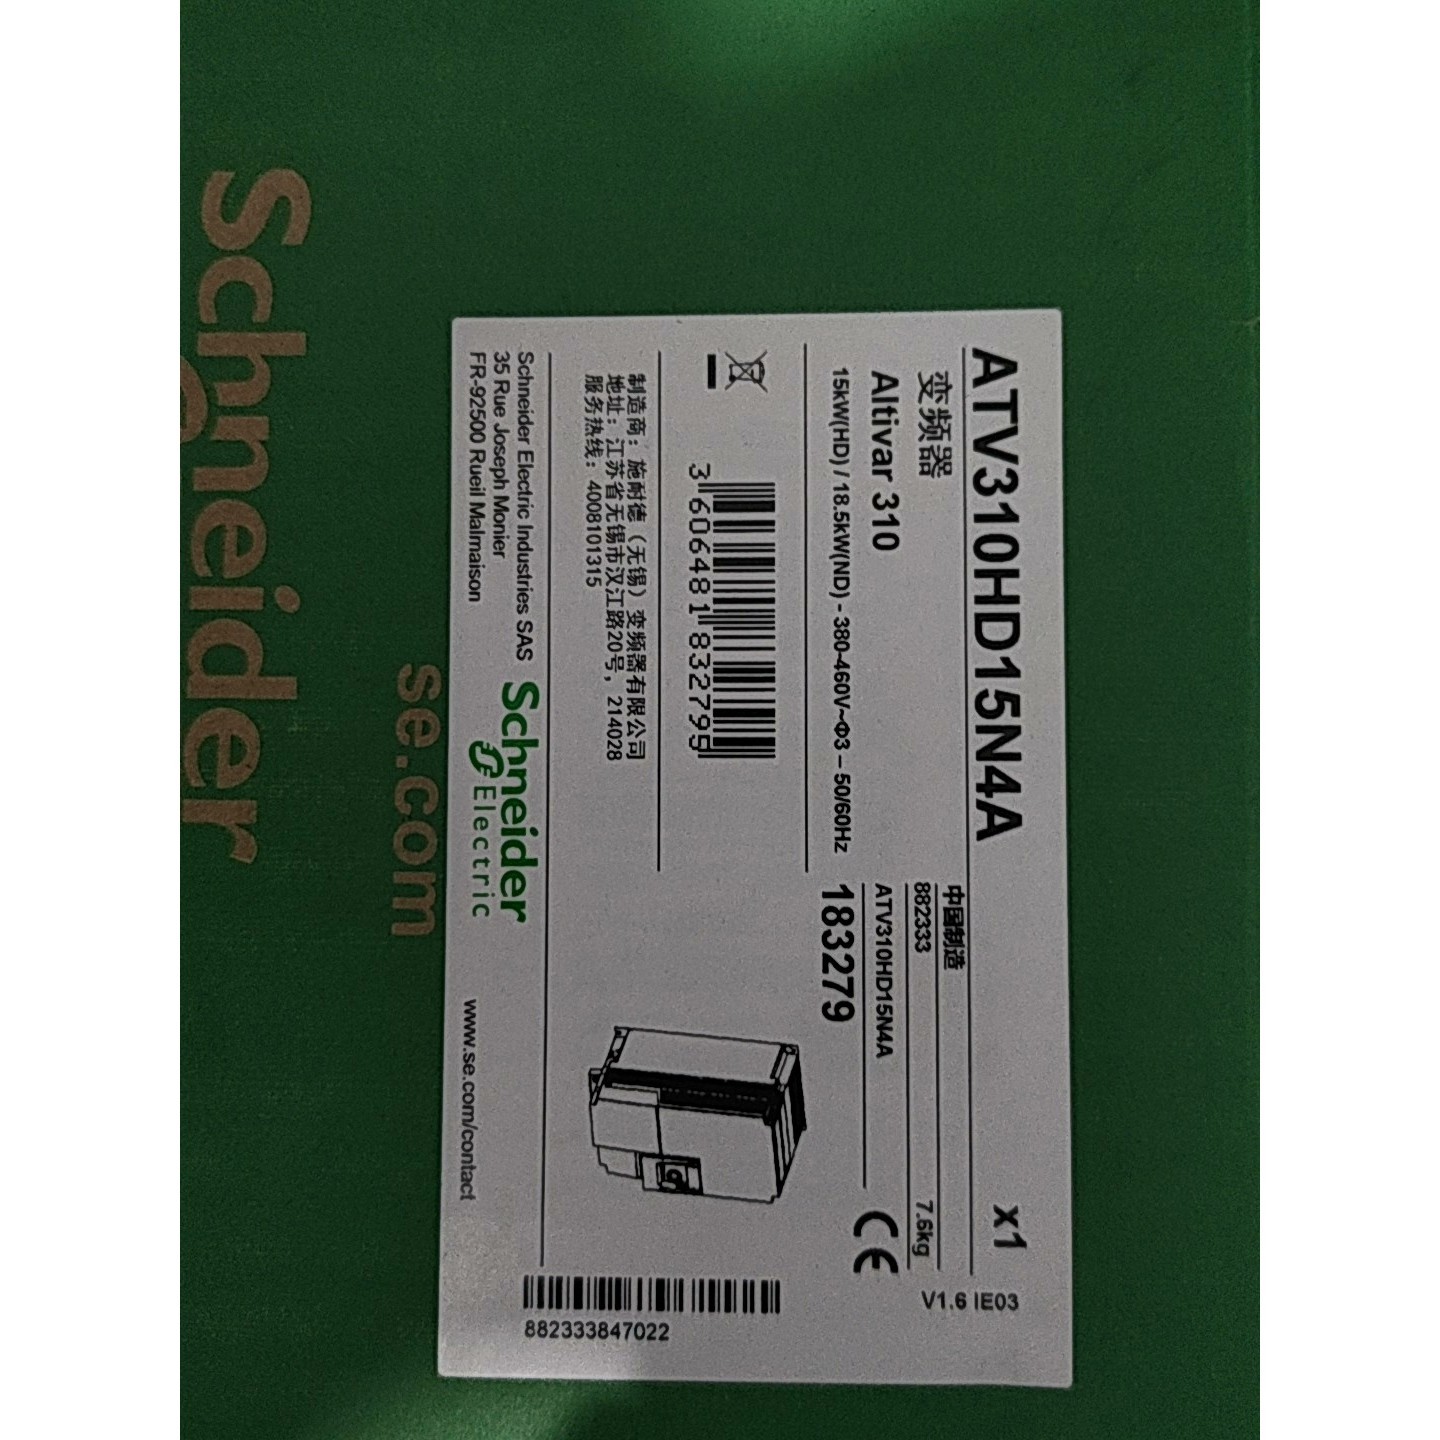 ATV310HD15N4A
x1
变频器
Altivar 310
15kW(HD) / 18.5kW(ND) - 380-460V~Φ3 – 50/60Hz
中国制造
882333
7.6kg
ATV310HD15N4A
183279
CE
V1.6 IE03
3 606481 832795
制造商：施耐德（无锡）变频器有限公司
地址：江苏省无锡市汉江路20号，214028
服务热线：4008101315
882333847022
Schneider Electric Industries SAS
35 Rue Joseph Monier
FR-92500 Rueil Malmaison
Schneider
Electric
www.se.com/contact
se.com
Schneider